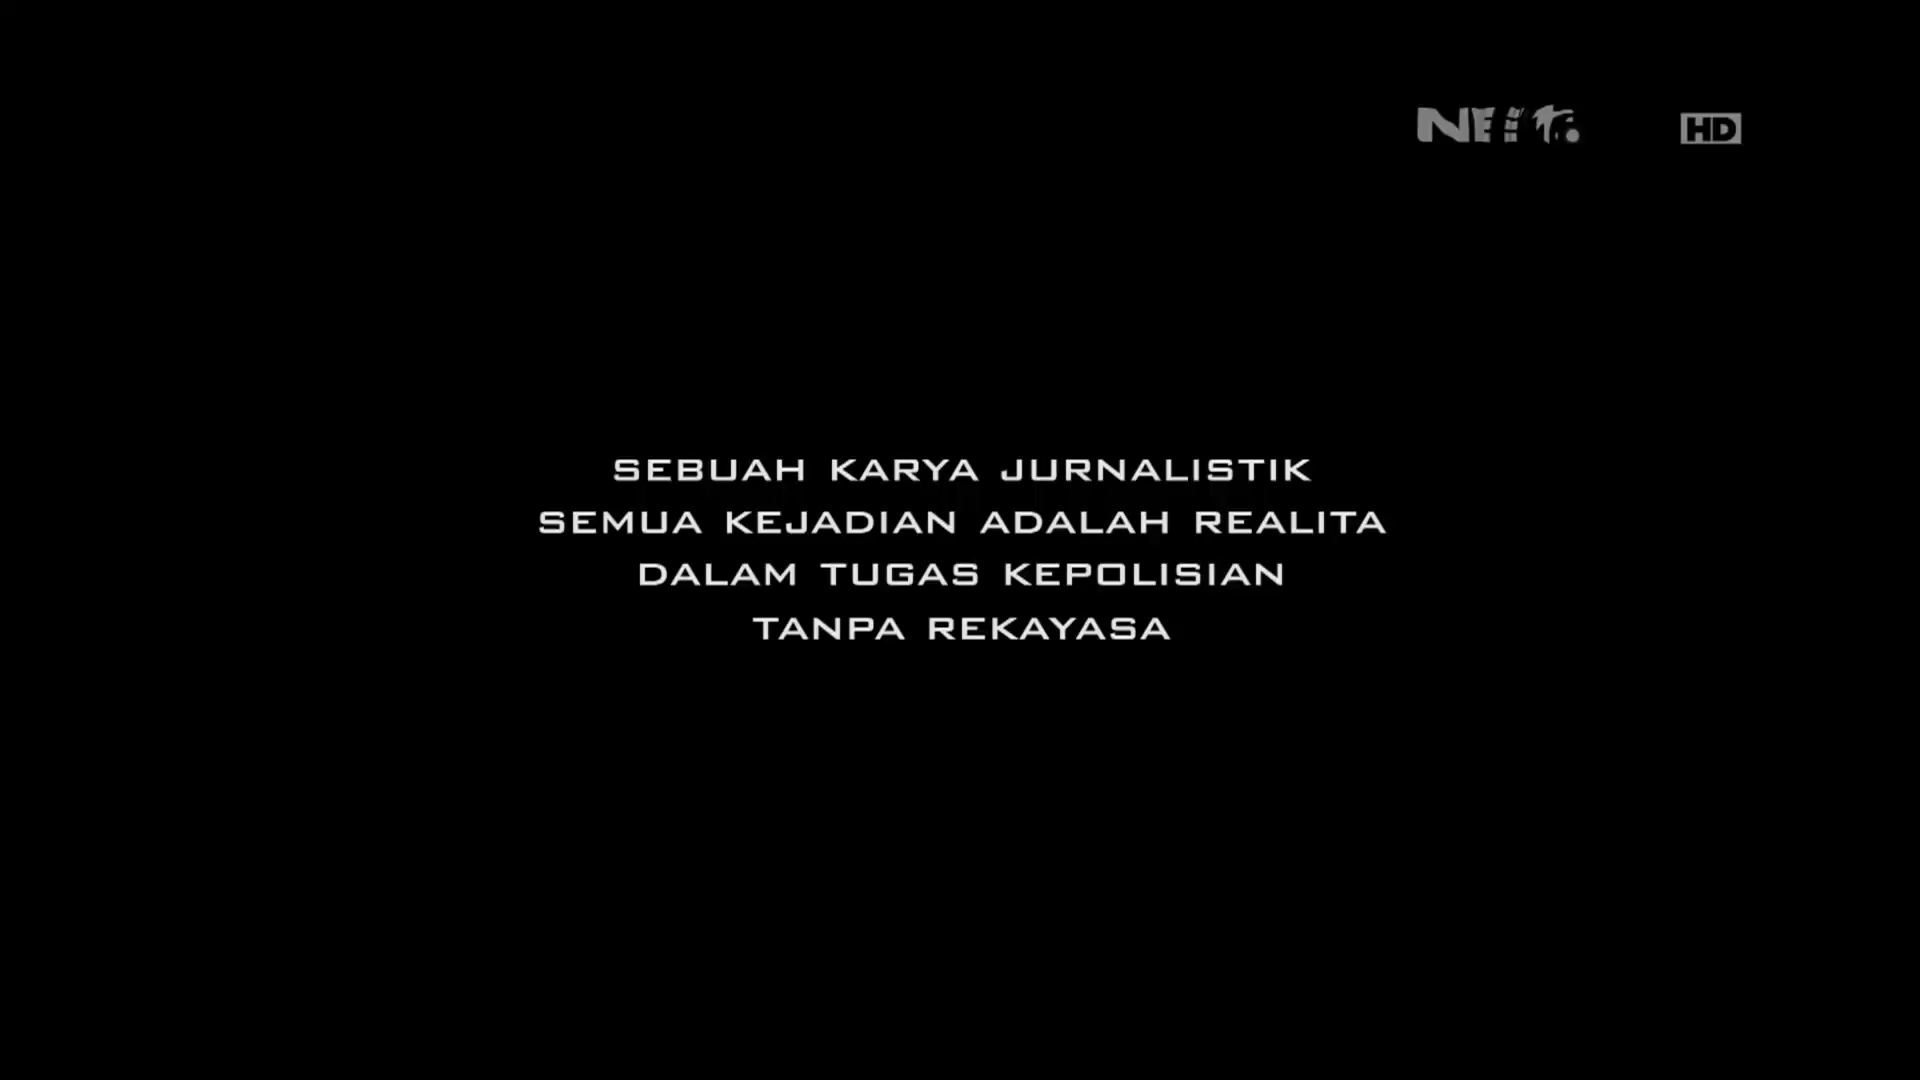 HD
SEBUAH KARYA JURNALISTIK
SEMUA KEJADIAN ADALAH REALITA
DALAM TUGAS KEPOLISIAN
TANPA REKAYASA